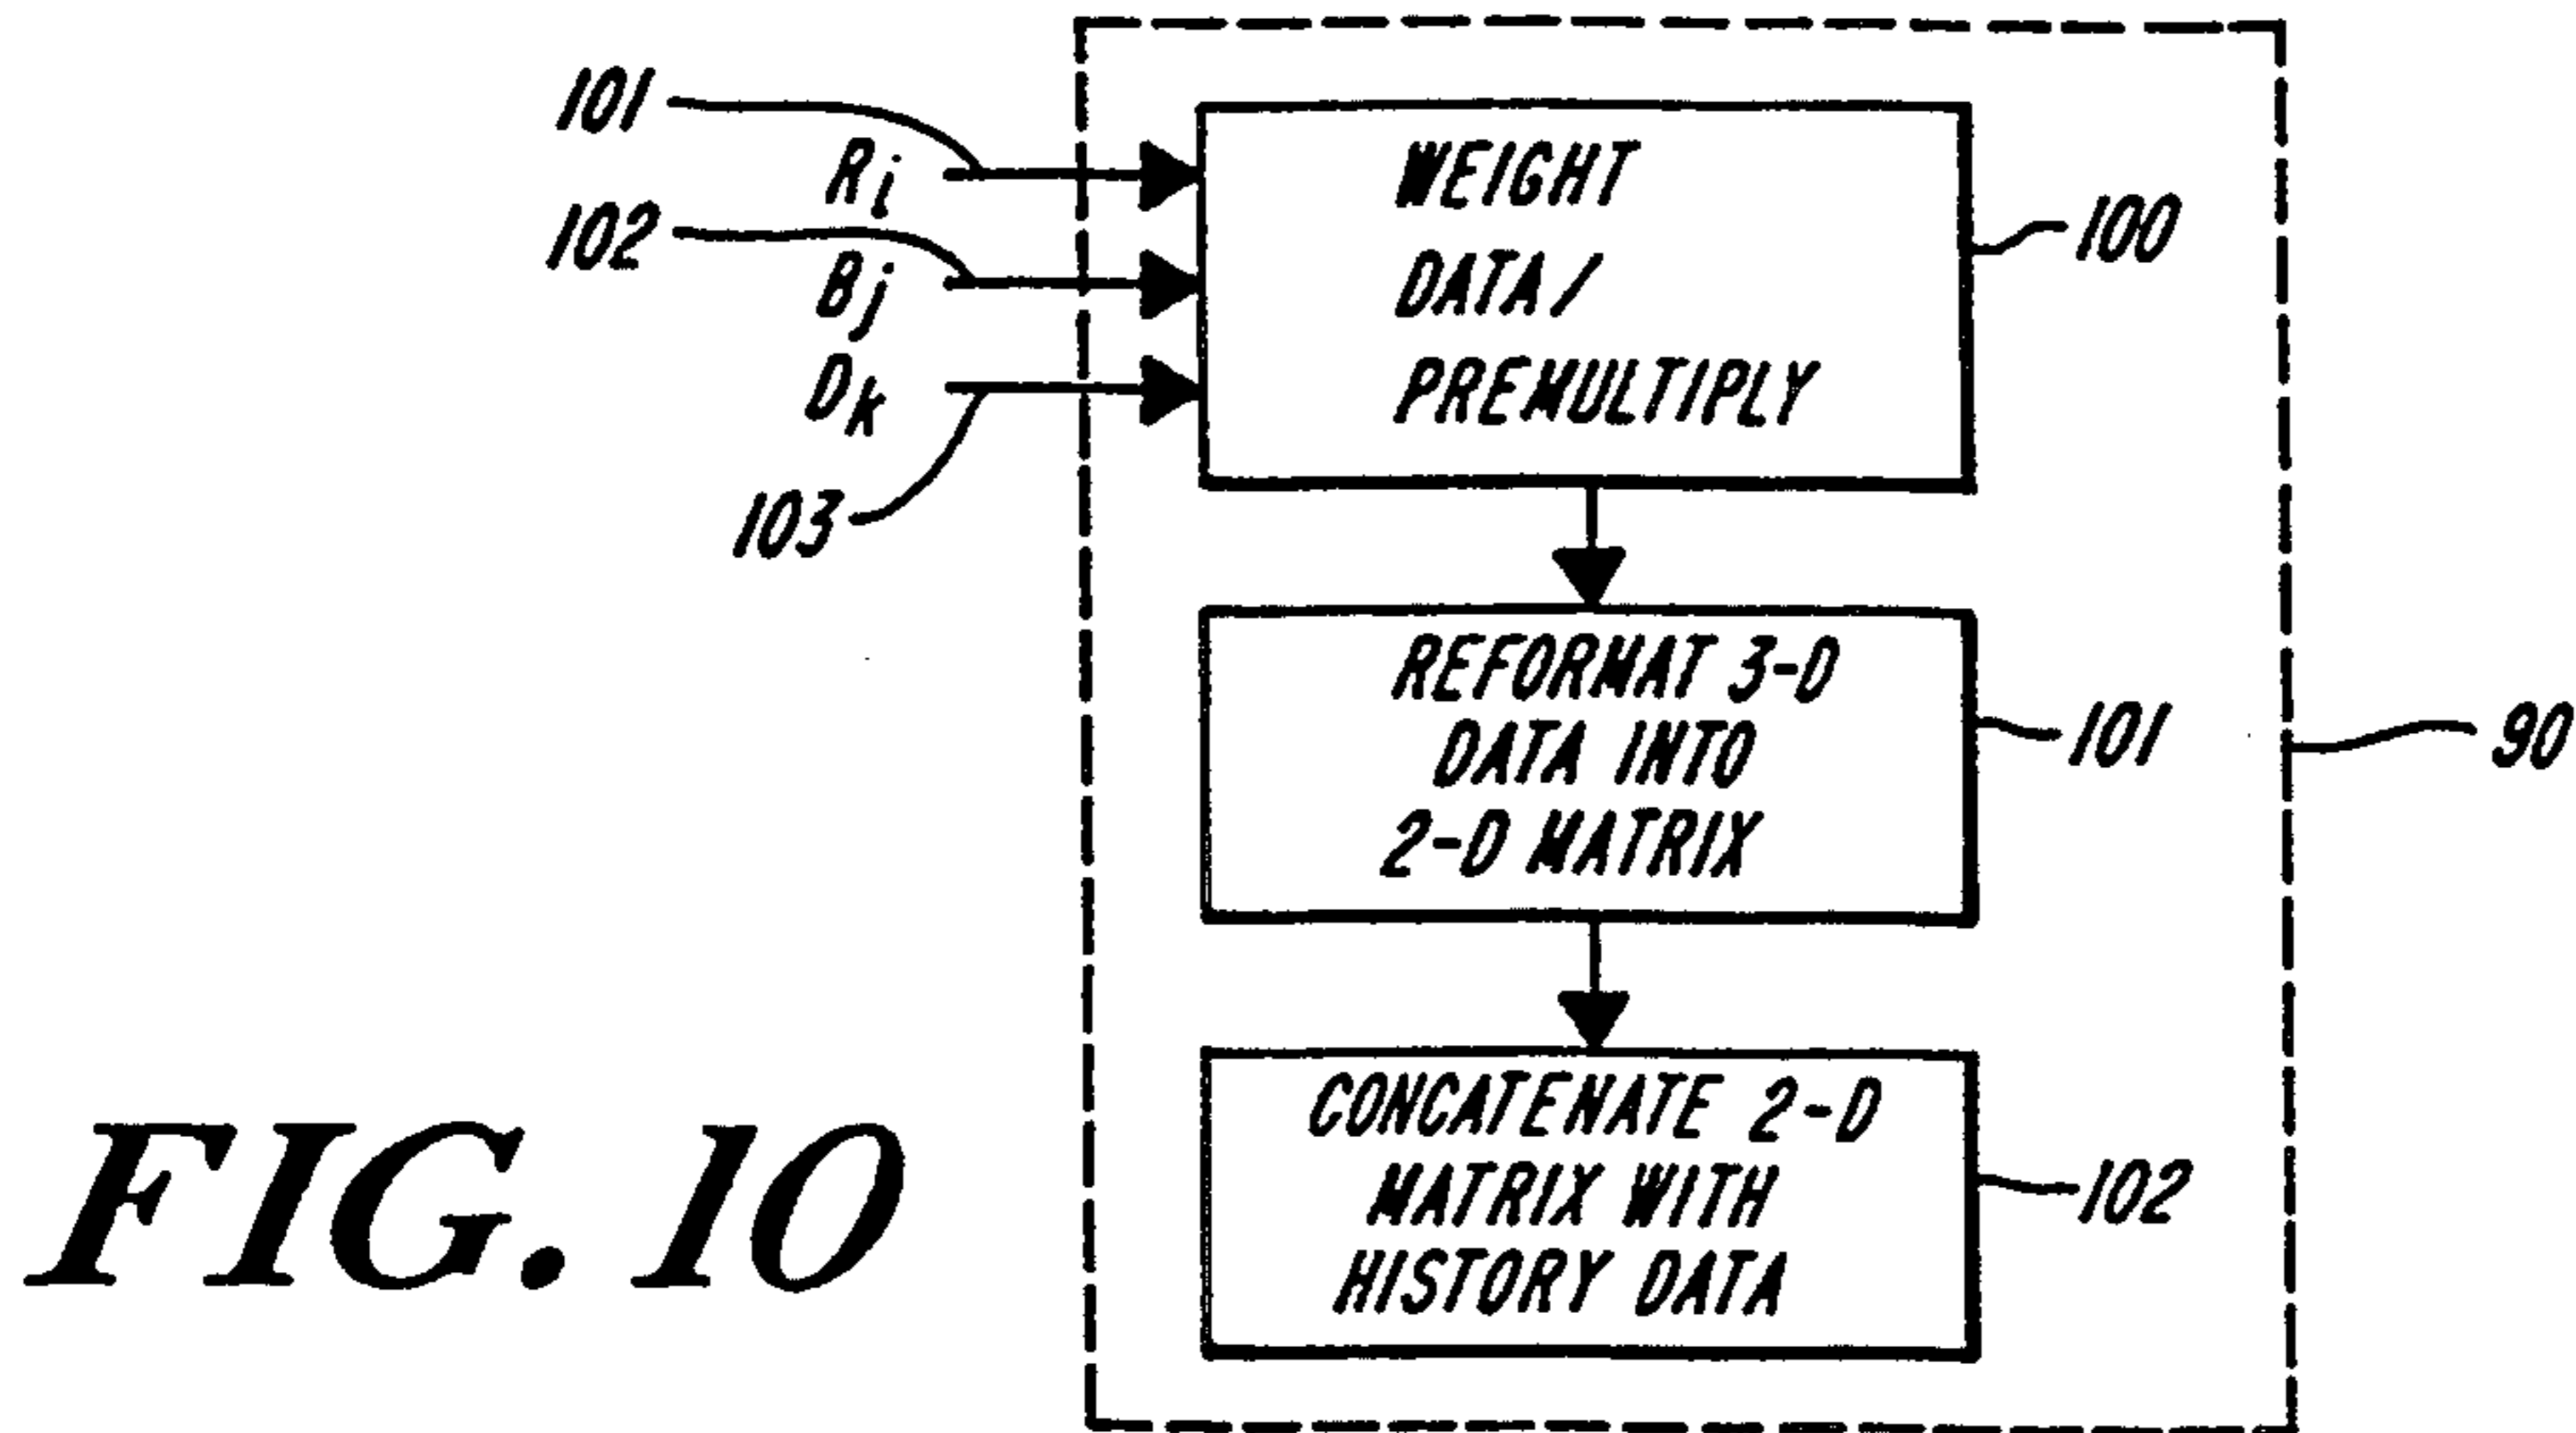 101
Ri
102
Bj
Dk
103
WEIGHT
DATA/
PREMULTIPLY
100
REFORMAT 3-D
DATA INTO
2-D MATRIX
101
90
CONCATENATE 2-D
MATRIX WITH
HISTORY DATA
102
FIG. 10